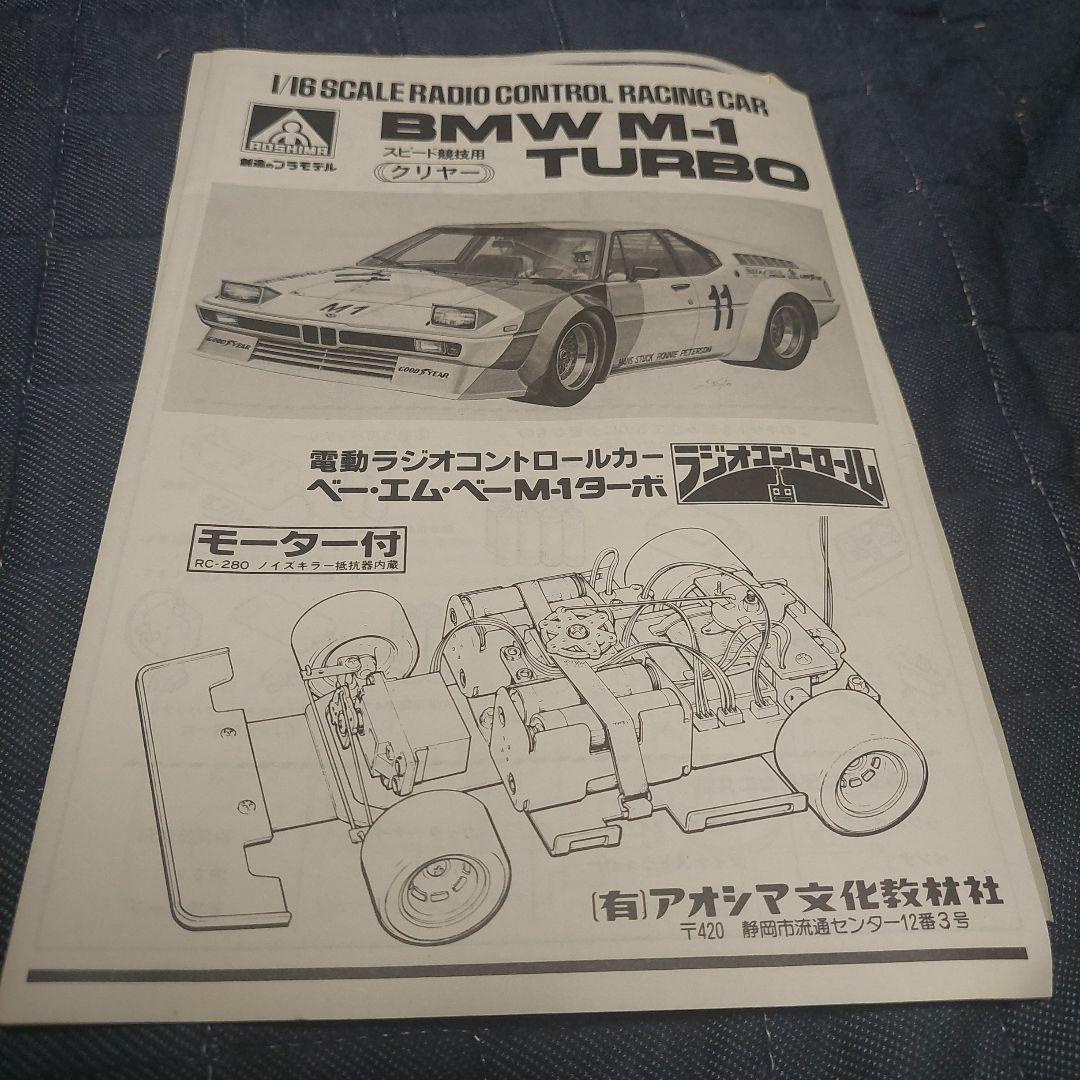 1/16 SCALE RADIO CONTROL RACING CAR
AOSHIMA
創造のプラモデル
BMW M-1
スピード競技用
クリヤー
TURBO
M1
11
GOOD YEAR
GOOD YEAR
HANS STUCK RONNIE PETERSON
電動ラジオコントロールカー
ベー・エム・べーM-1ターボ
ラジオコントロール
モーター付
RC-280 ノイズキラー抵抗器内蔵
(有)アオシマ文化教材社
〒420 静岡市流通センター12番3号